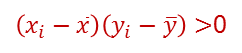 (xᵢ − x̄)(yᵢ − ȳ) >0